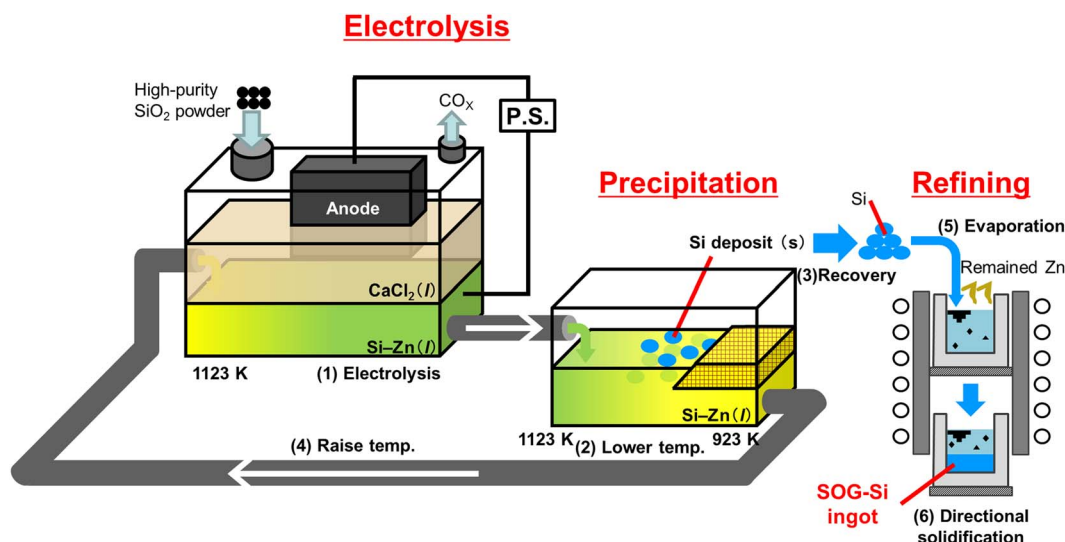 Electrolysis
High-purity
SiO₂ powder
COₓ
P.S.
Anode
CaCl₂(l)
Si–Zn(l)
1123 K
(1) Electrolysis
Precipitation
Si deposit (s)
(3)Recovery
Si–Zn(l)
1123 K
(2) Lower temp.
923 K
(4) Raise temp.
Refining
Si
(5) Evaporation
Remained Zn
SOG-Si
ingot
(6) Directional
solidification